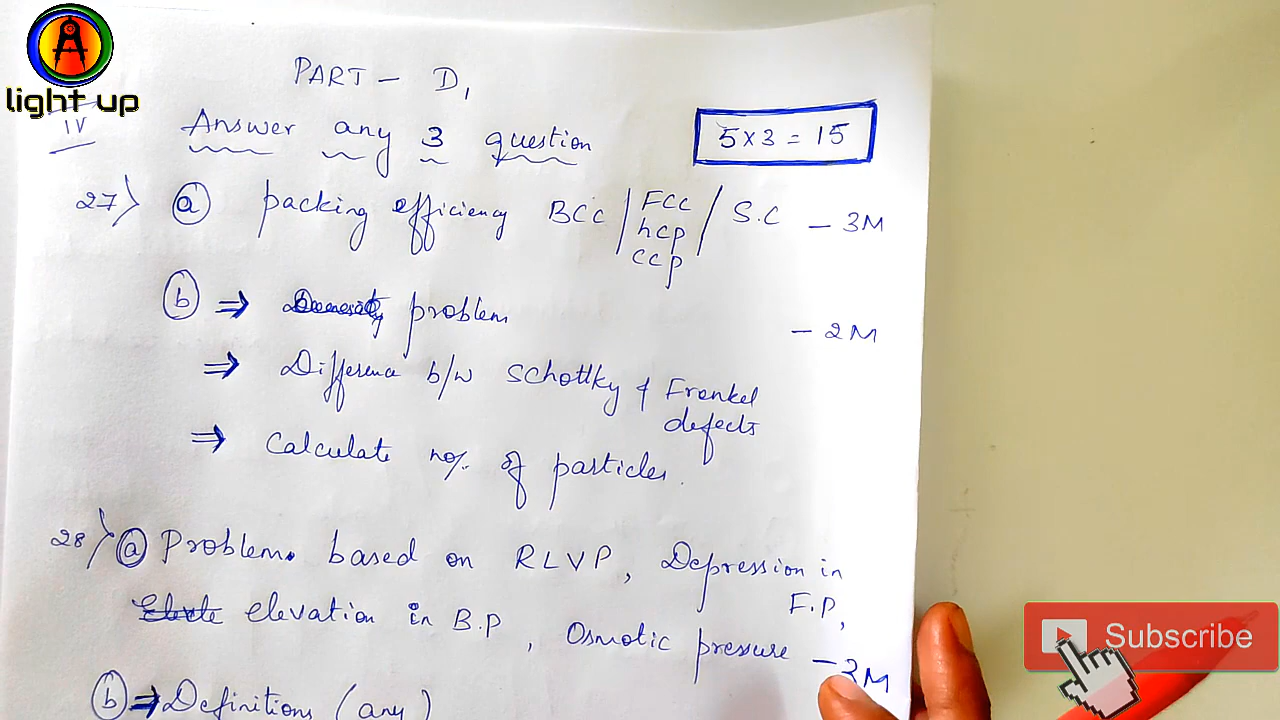 light up
PART - D,
IV Answer any 3 question 5x3 = 15
27) a packing efficiency BCC / FCC hcp ccp / S.C - 3M
b ⇒ problem - 2M
⇒ Difference b/w Schottky & Frenkel defects
⇒ Calculate no. of particles.
28) a Problem. based on RLVP, Depression in F.P,
elevation in B.P, Osmotic pressure - 3M
b ⇒ Definitions (any)
Subscribe